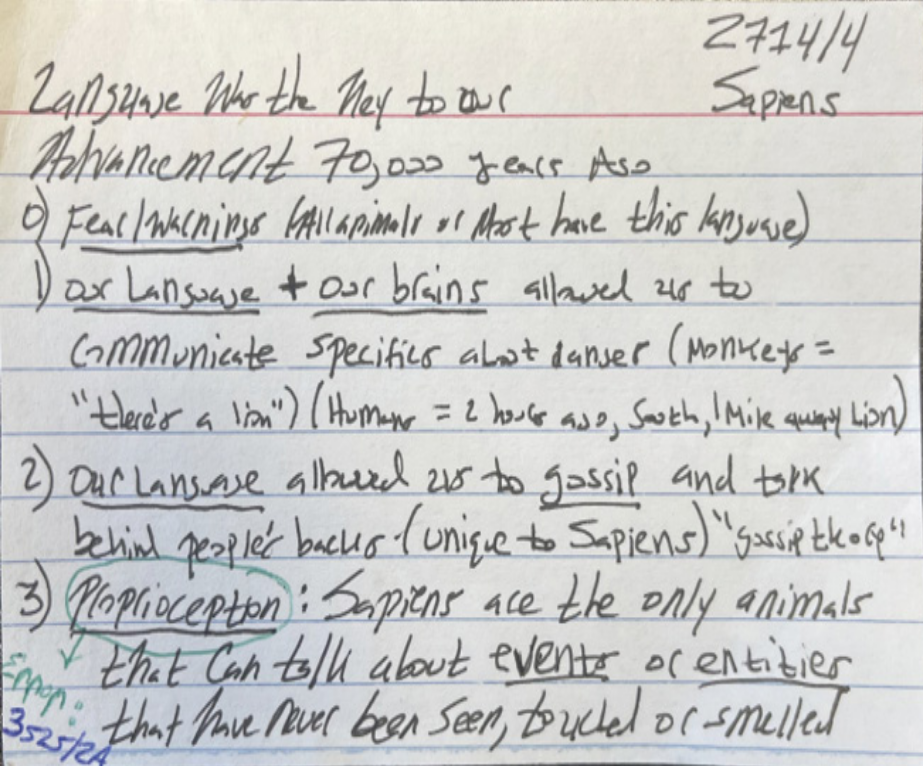 2714/4
Sapiens
Language Was the Key to our
Advancement 70,000 years Ago
0) Fear/Warnings (All animals or Most have this language)
1) our Language + our brains allowed us to
Communicate specifics about danger (Monkeys =
"there's a lion") (Humans = 2 hours ago, South, 1 Mile away Lion)
2) Our Language allowed us to gossip and talk
behind people's backs (unique to Sapiens) "gossip theory"
3) Proprioception: Sapiens are the only animals
that can talk about events or entities
that have never been seen, touched or smelled
Error:
3525/2A